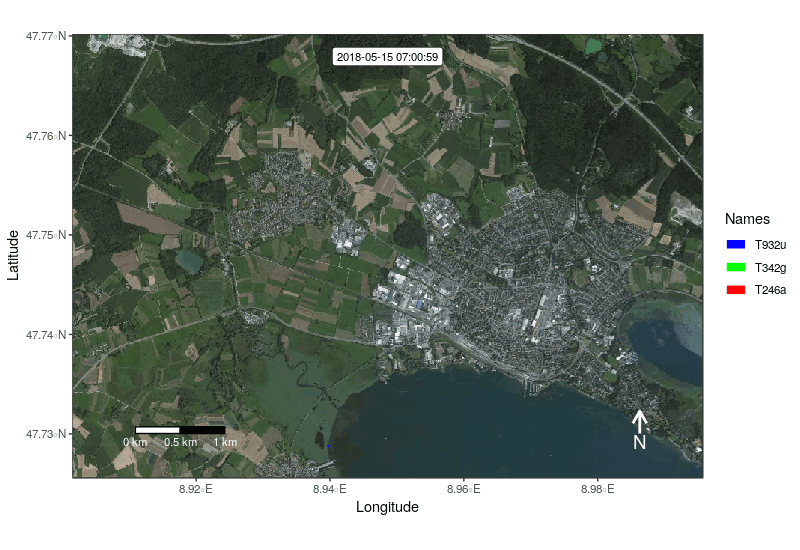 2018-05-15 07:00:59
47.77°N
47.76°N
47.75°N
47.74°N
47.73°N
Latitude
0 km 0.5 km 1 km
N
8.92°E 8.94°E 8.96°E 8.98°E
Longitude
Names
T932u
T342g
T246a